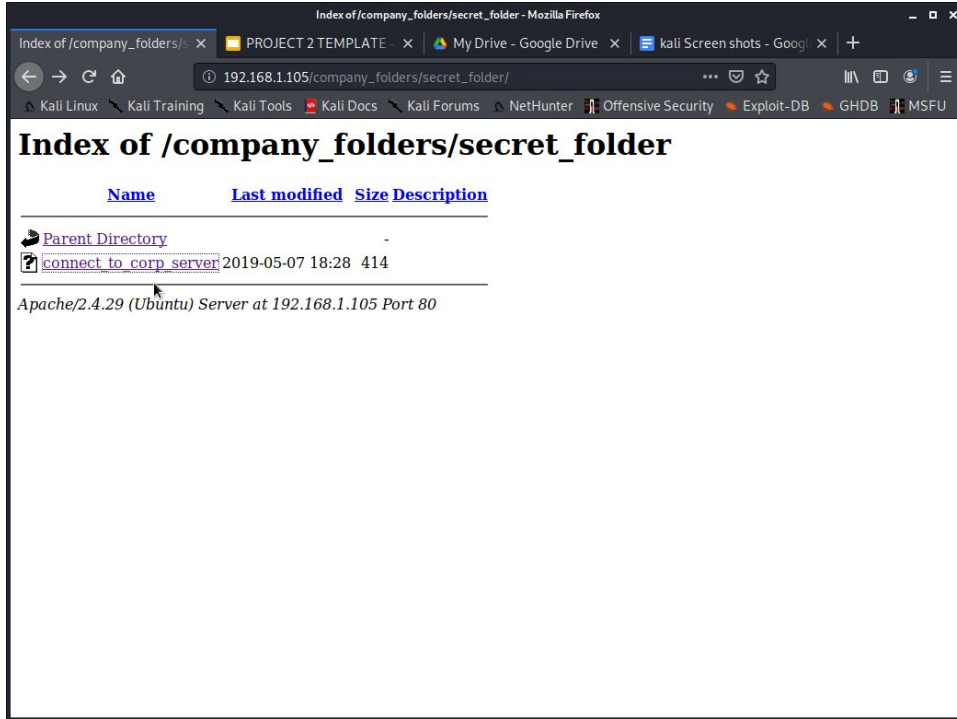 Index of /company_folders/secret_folder - Mozilla Firefox
Index of /company_folders/s PROJECT 2 TEMPLATE - My Drive - Google Drive kali Screen shots - Googl
192.168.1.105/company_folders/secret_folder/
Kali Linux Kali Training Kali Tools Kali Docs Kali Forums NetHunter Offensive Security Exploit-DB GHDB MSFU
Index of /company_folders/secret_folder
Name Last modified Size Description
Parent Directory -
connect_to_corp_server 2019-05-07 18:28 414
Apache/2.4.29 (Ubuntu) Server at 192.168.1.105 Port 80